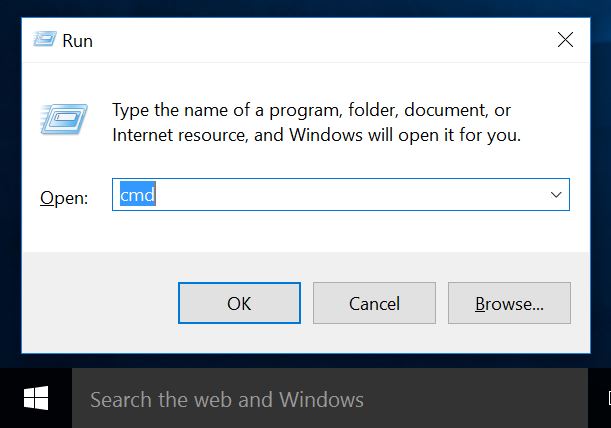 Run
Type the name of a program, folder, document, or
Internet resource, and Windows will open it for you.
Open: cmd
OK Cancel Browse...
Search the web and Windows